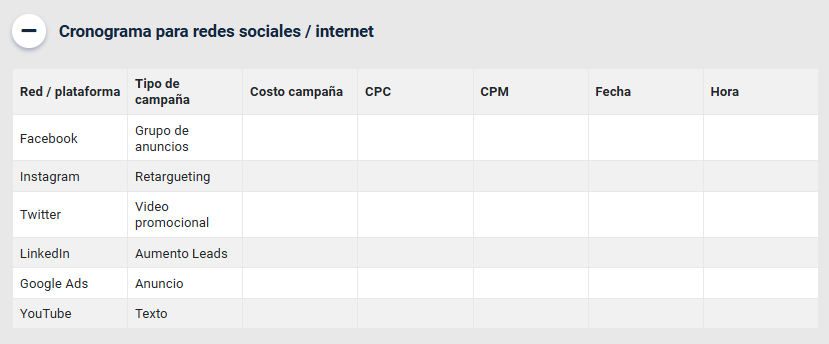 Cronograma para redes sociales / internet
Red / plataforma Tipo de campaña Costo campaña CPC CPM Fecha Hora
Facebook Grupo de anuncios
Instagram Retargueting
Twitter Video promocional
LinkedIn Aumento Leads
Google Ads Anuncio
YouTube Texto